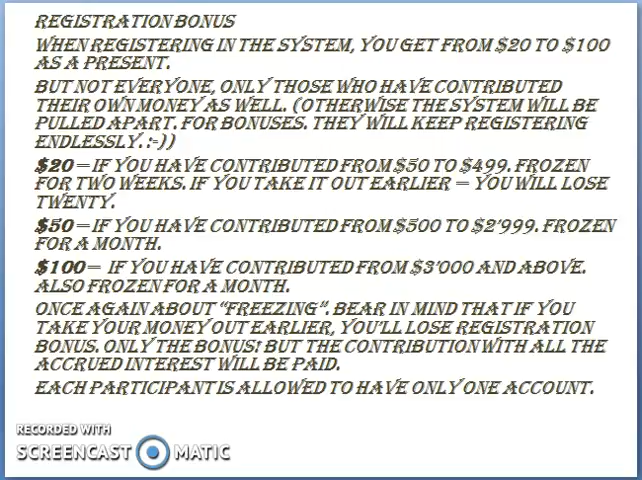 REGISTRATION BONUS
WHEN REGISTERING IN THE SYSTEM, YOU GET FROM $20 TO $100
AS A PRESENT.
BUT NOT EVERYONE, ONLY THOSE WHO HAVE CONTRIBUTED
THEIR OWN MONEY AS WELL. (OTHERWISE THE SYSTEM WILL BE
PULLED APART. FOR BONUSES. THEY WILL KEEP REGISTERING
ENDLESSLY. :-))
$20 – IF YOU HAVE CONTRIBUTED FROM $50 TO $499. FROZEN
FOR TWO WEEKS. IF YOU TAKE IT OUT EARLIER – YOU WILL LOSE
TWENTY.
$50 – IF YOU HAVE CONTRIBUTED FROM $500 TO $2'999. FROZEN
FOR A MONTH.
$100 – IF YOU HAVE CONTRIBUTED FROM $3'000 AND ABOVE.
ALSO FROZEN FOR A MONTH.
ONCE AGAIN ABOUT "FREEZING". BEAR IN MIND THAT IF YOU
TAKE YOUR MONEY OUT EARLIER, YOU'LL LOSE REGISTRATION
BONUS. ONLY THE BONUS! BUT THE CONTRIBUTION WITH ALL THE
ACCRUED INTEREST WILL BE PAID.
EACH PARTICIPANT IS ALLOWED TO HAVE ONLY ONE ACCOUNT.
RECORDED WITH
SCREENCAST MATIC